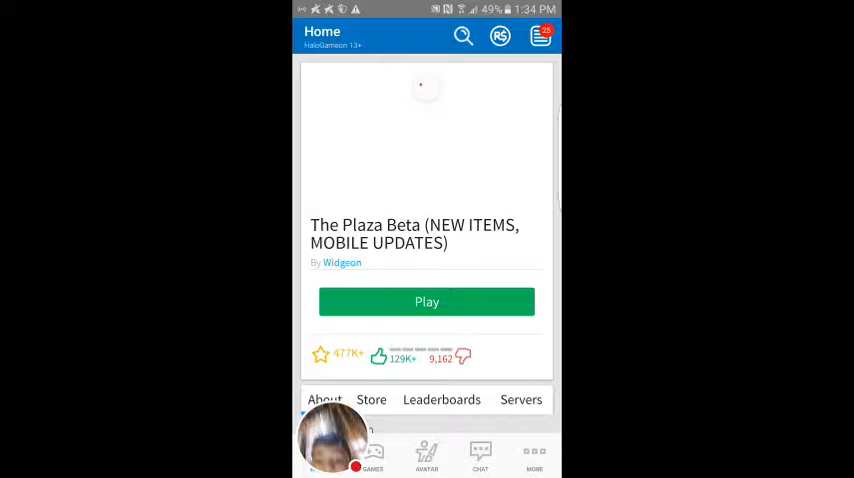 49% 1:34 PM
Home
HaloGameon 13+
R$
25
The Plaza Beta (NEW ITEMS,
MOBILE UPDATES)
By Widgeon
Play
477K+ 129K+ 9,162
About Store Leaderboards Servers
GAMES AVATAR CHAT MORE